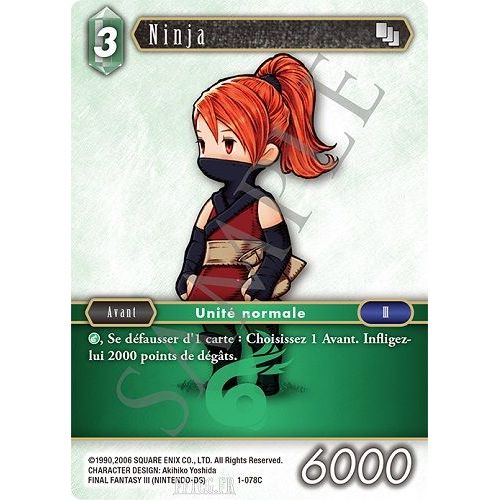 3
Ninja
SAMPLE
Avant
Unité normale
III
, Se défausser d'1 carte : Choisissez 1 Avant. Infligez-
lui 2000 points de dégâts.
©1990,2006 SQUARE ENIX CO., LTD. All Rights Reserved.
CHARACTER DESIGN: Akihiko Yoshida
FINAL FANTASY III (NINTENDO-DS)
1-078C
6000